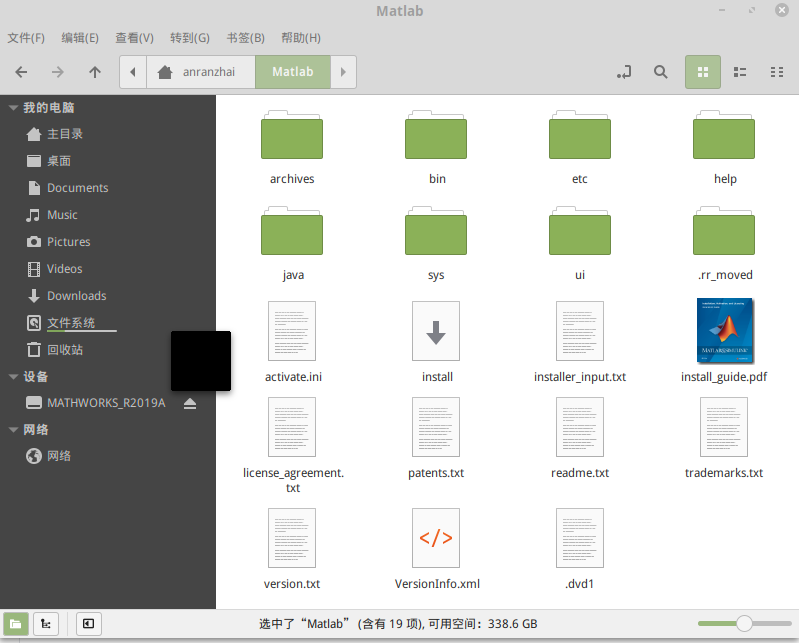 Matlab
文件(F) 编辑(E) 查看(V) 转到(G) 书签(B) 帮助(H)
anranzhai Matlab
我的电脑
主目录
桌面
Documents
Music
Pictures
Videos
Downloads
文件系统
回收站
设备
MATHWORKS_R2019A
网络
网络
archives bin etc help
java sys ui .rr_moved
activate.ini install installer_input.txt install_guide.pdf
license_agreement.
txt
patents.txt readme.txt trademarks.txt
version.txt VersionInfo.xml .dvd1
选中了“Matlab” (含有 19 项), 可用空间：338.6 GB